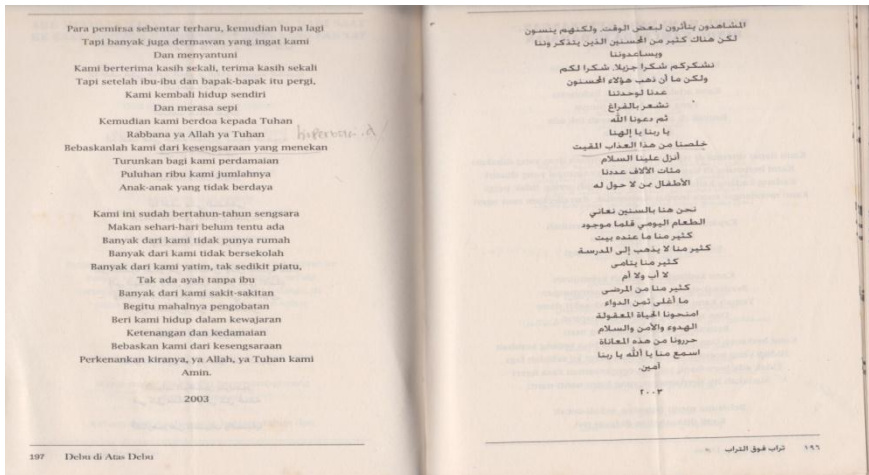 Para pemirsa sebentar terharu, kemudian lupa lagi
Tapi banyak juga dermawan yang ingat kami
Dan menyantuni
Kami berterima kasih sekali, terima kasih sekali
Tapi setelah ibu-ibu dan bapak-bapak itu pergi,
Kami kembali hidup sendiri
Dan merasa sepi
Kemudian kami berdoa kepada Tuhan
Rabbana ya Allah ya Tuhan
Bebaskanlah kami dari kesengsaraan yang menekan
Turunkan bagi kami perdamaian
Puluhan ribu kami jumlahnya
Anak-anak yang tidak berdaya
Kami ini sudah bertahun-tahun sengsara
Makan sehari-hari belum tentu ada
Banyak dari kami tidak punya rumah
Banyak dari kami tidak bersekolah
Banyak dari kami yatim, tak sedikit piatu,
Tak ada ayah tanpa ibu
Banyak dari kami sakit-sakitan
Begitu mahalnya pengobatan
Beri kami hidup dalam kewajaran
Ketenangan dan kedamaian
Bebaskan kami dari kesengsaraan
Perkenankan kiranya, ya Allah, ya Tuhan kami
Amin.
2003
197 Debu di Atas Debu
المشاهدون يتأثرون لبعض الوقت، ولكنهم ينسون
لكن هناك كثير من المحسنين الذين يتذكر وننا
ويساعدوننا
نشكركم شكرا جزيلا، شكرا لكم
ولكن ما أن ذهب هؤلاء المحسنون
عدنا لوحدتنا
نشعر بالفراغ
ثم دعونا الله
يا ربنا يا إلهنا
خلصنا من هذا العذاب المقيت
أنزل علينا السلام
مئات الآلاف عددنا
الأطفال ممن لا حول له
نحن هنا بالسنين نعاني
الطعام اليومي قلما موجود
كثير منا ما عنده بيت
كثير منا لا يذهب إلى المدرسة
كثير منا يتامى
لا أب ولا أم
كثير منا من المرضى
ما أغلى ثمن الدواء
امنحونا الحياة المعقولة
الهدوء والأمن والسلام
حررونا من هذه المعاناة
اسمع منا يا ألله يا ربنا
آمين.
٢٠٠٣
تراب فوق التراب ١٩٦